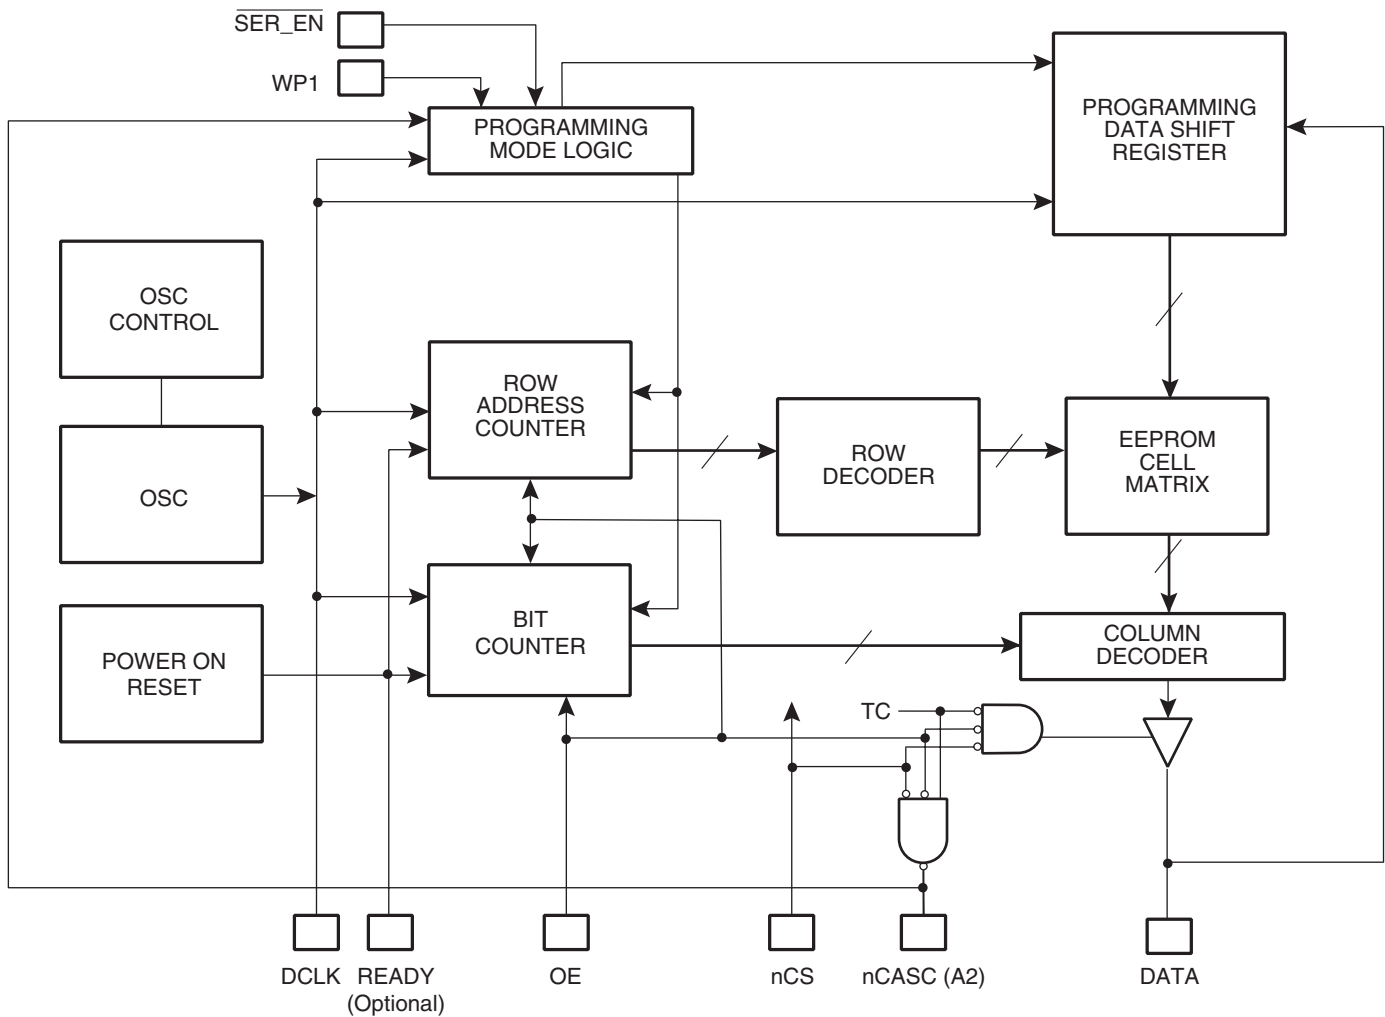 SER_EN
WP1
PROGRAMMING
MODE LOGIC
PROGRAMMING
DATA SHIFT
REGISTER
OSC
CONTROL
ROW
ADDRESS
COUNTER
ROW
DECODER
EEPROM
CELL
MATRIX
OSC
BIT
COUNTER
COLUMN
DECODER
POWER ON
RESET
TC
DCLK
READY
(Optional)
OE
nCS
nCASC (A2)
DATA